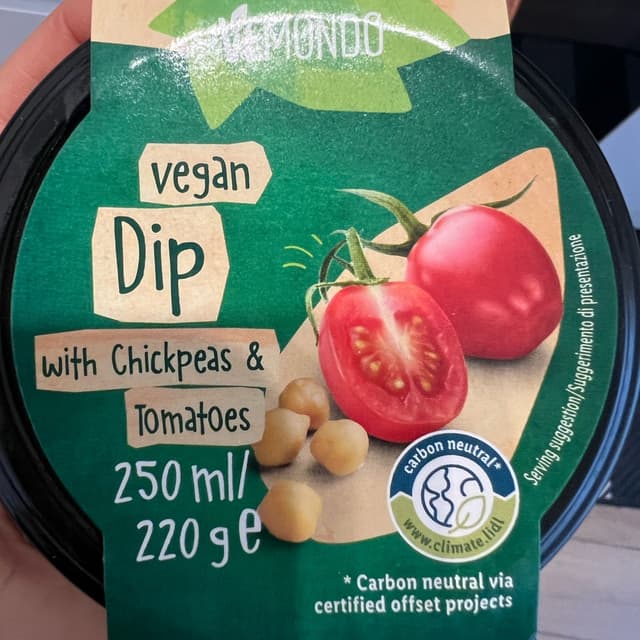 VEMONDO
vegan
Dip
with Chickpeas &
Tomatoes
250 ml/
220 g e
carbon neutral*
www.climate.lidl
* Carbon neutral via
certified offset projects
Serving suggestion/Suggerimento di presentazione